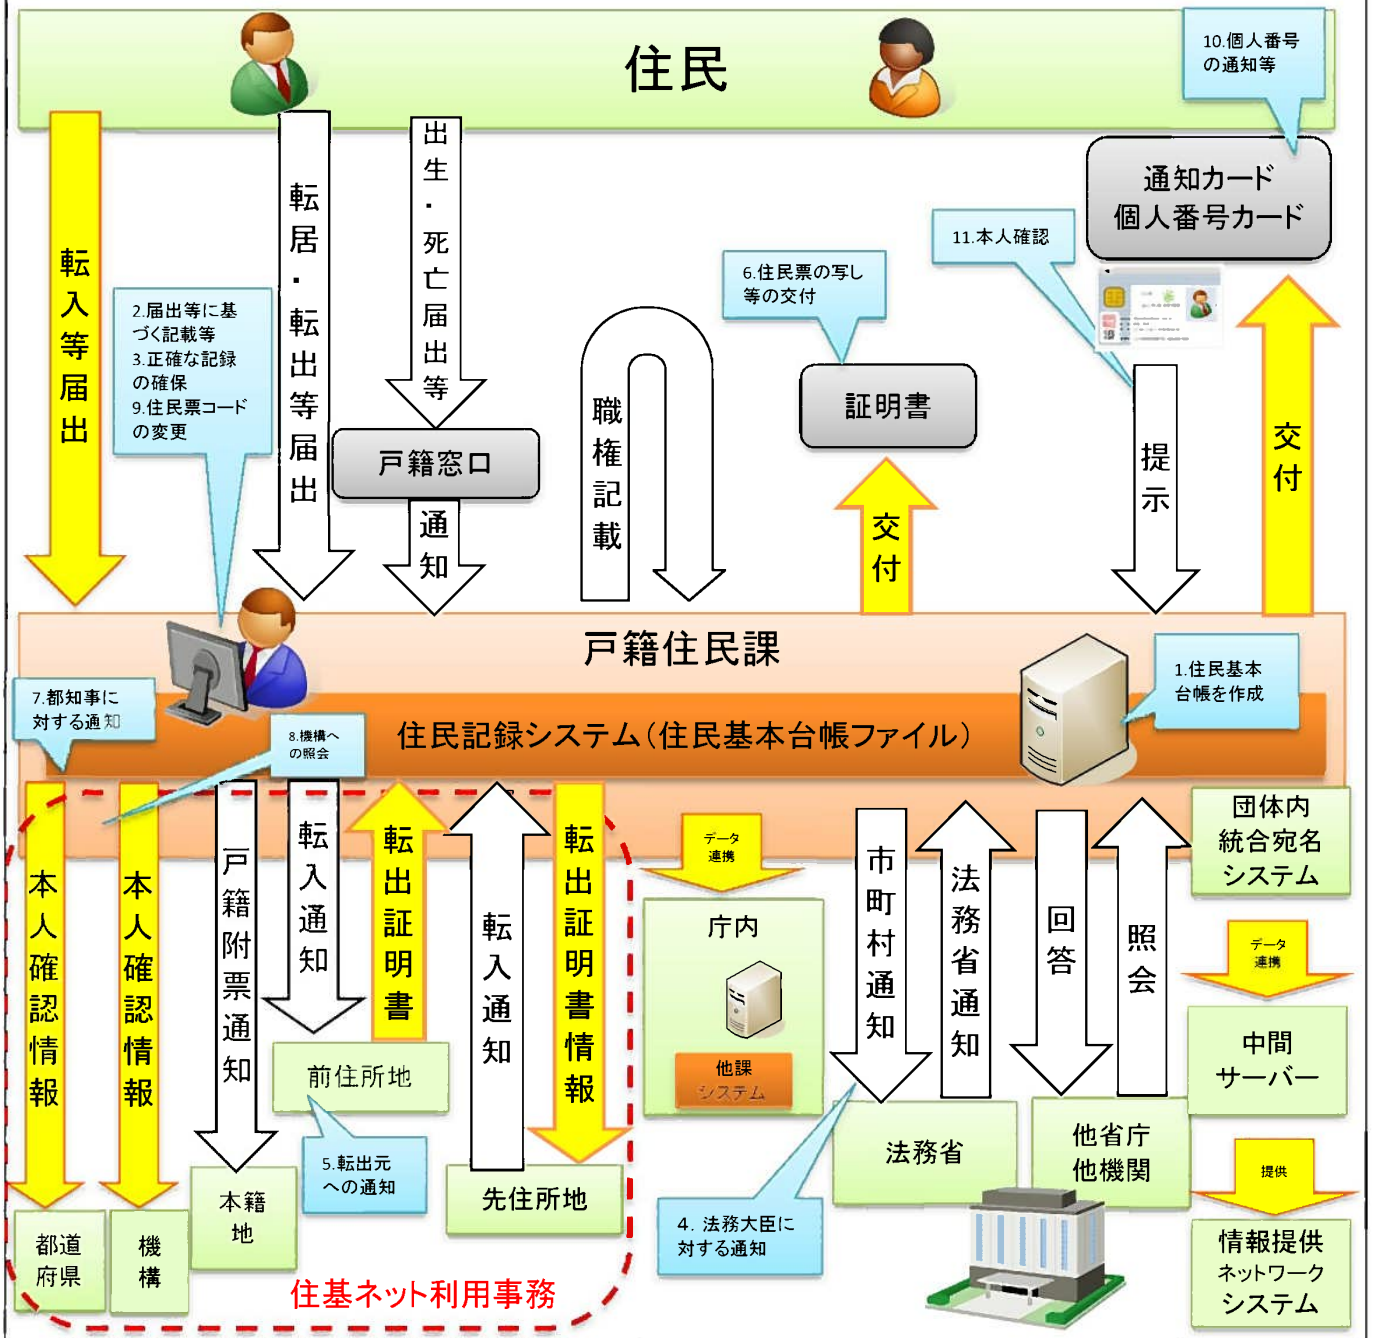 住民
10.個人番号
の通知等
通知カード
個人番号カード
転入等届出
転居・転出等届出
出生・死亡届出等
2.届出等に基
づく記載等
3.正確な記録
の確保
9.住民票コード
の変更
戸籍窓口
通知
職権記載
6.住民票の写し
等の交付
証明書
交付
11.本人確認
提示
交付
戸籍住民課
1.住民基本
台帳を作成
7.都知事に
対する通知
8.機構へ
の照会
住民記録システム(住民基本台帳ファイル)
本人確認情報
本人確認情報
戸籍附票通知
転入通知
転出証明書
転入通知
転出証明書情報
データ
連携
市町村通知
法務省通知
回答
照会
団体内
統合宛名
システム
庁内
他課
システム
データ
連携
中間
サーバー
前住所地
5.転出元
への通知
法務省
他省庁
他機関
提供
本籍
地
先住所地
4. 法務大臣に
対する通知
都道
府県
機
構
情報提供
ネットワーク
システム
住基ネット利用事務